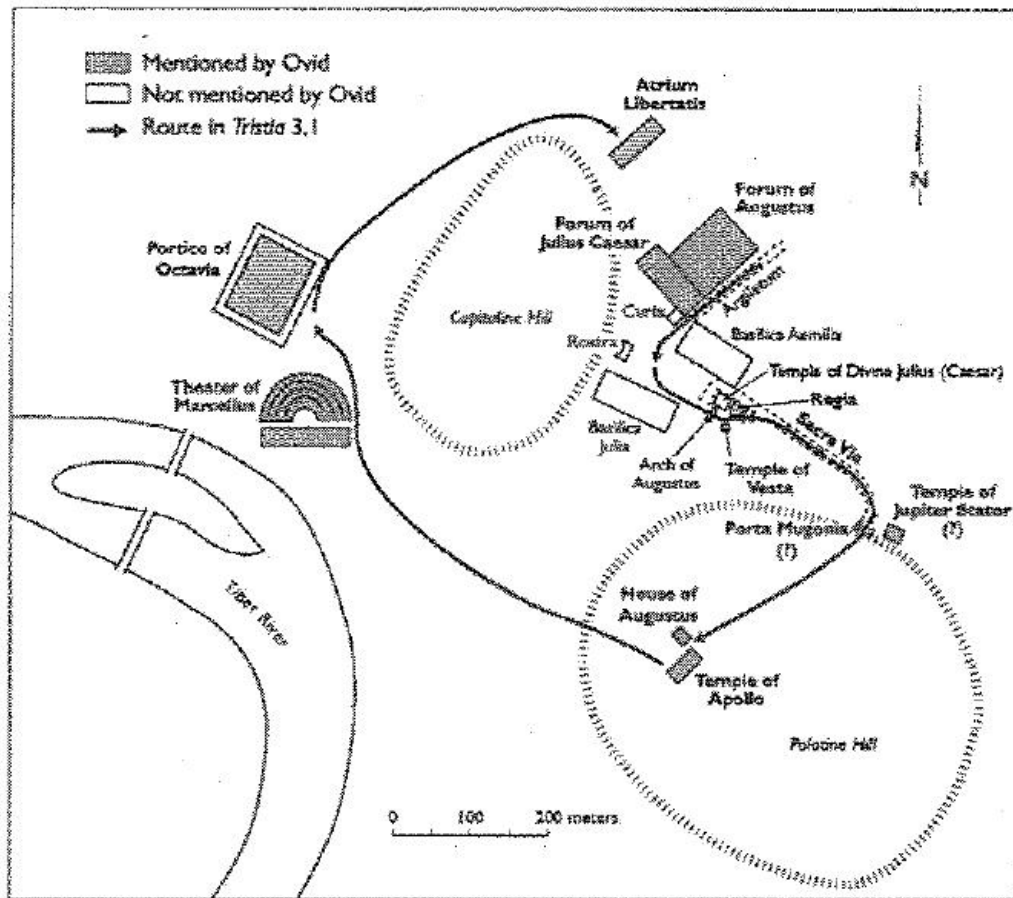 Mentioned by Ovid
Not mentioned by Ovid
Route in Tristia 3.1
Atrium
Libertatis
N
Forum of
Augustus
Forum of
Julius Caesar
Portico of
Octavia
Argiletum
Capitoline Hill
Curia
Basilica Aemilia
Rostra
Temple of Divine Julius (Caesar)
Theater of
Marcellus
Regia
Basilica
Julia
Sacra Via
Arch of
Augustus
Temple of
Vesta
Temple of
Jupiter Stator
(?)
Porta Mugonia
(?)
Tiber River
House of
Augustus
Temple of
Apollo
Palatine Hill
0 100 200 meters